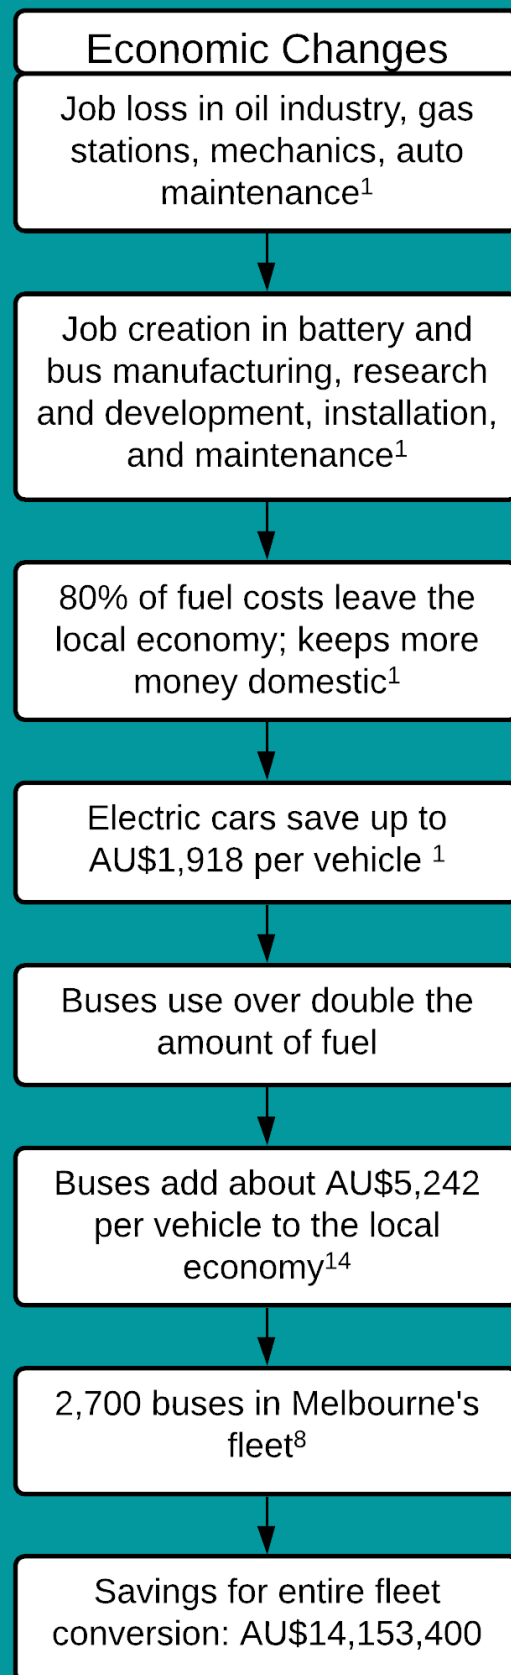 Economic Changes
Job loss in oil industry, gas
stations, mechanics, auto
maintenance¹
Job creation in battery and
bus manufacturing, research
and development, installation,
and maintenance¹
80% of fuel costs leave the
local economy; keeps more
money domestic¹
Electric cars save up to
AU$1,918 per vehicle ¹
Buses use over double the
amount of fuel
Buses add about AU$5,242
per vehicle to the local
economy¹⁴
2,700 buses in Melbourne's
fleet⁸
Savings for entire fleet
conversion: AU$14,153,400